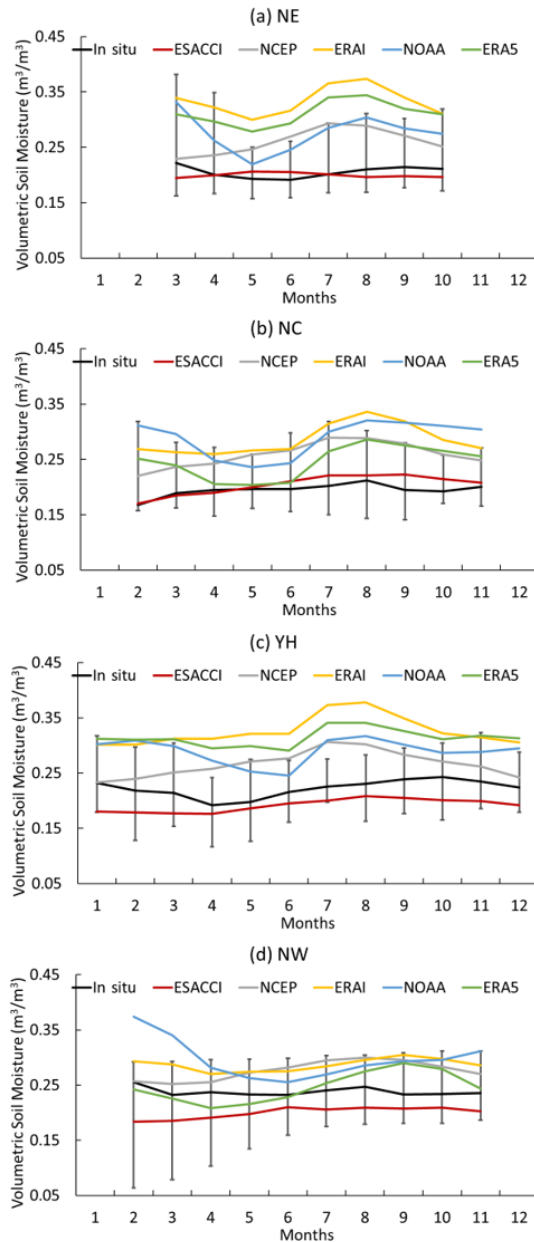 (a) NE
In situ ESACCI NCEP ERAI NOAA ERA5
Volumetric Soil Moisture (m³/m³)
0.45
0.35
0.25
0.15
0.05
1 2 3 4 5 6 7 8 9 10 11 12
Months
(b) NC
In situ ESACCI NCEP ERAI NOAA ERA5
Volumetric Soil Moisture (m³/m³)
0.45
0.35
0.25
0.15
0.05
1 2 3 4 5 6 7 8 9 10 11 12
Months
(c) YH
In situ ESACCI NCEP ERAI NOAA ERA5
Volumetric Soil Moisture (m³/m³)
0.45
0.35
0.25
0.15
0.05
1 2 3 4 5 6 7 8 9 10 11 12
Months
(d) NW
In situ ESACCI NCEP ERAI NOAA ERA5
Volumetric Soil Moisture (m³/m³)
0.45
0.35
0.25
0.15
0.05
1 2 3 4 5 6 7 8 9 10 11 12
Months